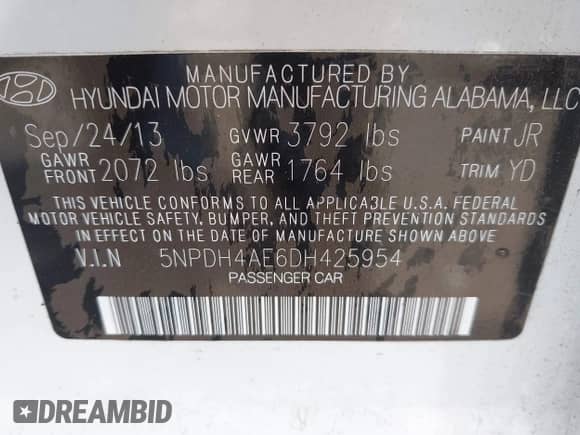 MANUFACTURED BY
HYUNDAI MOTOR MANUFACTURING ALABAMA, LLC
Sep/24/13 GVWR 3792 lbs PAINT JR
GAWR FRONT 2072 lbs GAWR REAR 1764 lbs TRIM YD
THIS VEHICLE CONFORMS TO ALL APPLICABLE U.S.A. FEDERAL
MOTOR VEHICLE SAFETY, BUMPER, AND THEFT PREVENTION STANDARDS
IN EFFECT ON THE DATE OF MANUFACTURE SHOWN ABOVE.
V.I.N 5NPDH4AE6DH425954
PASSENGER CAR
DREAMBID